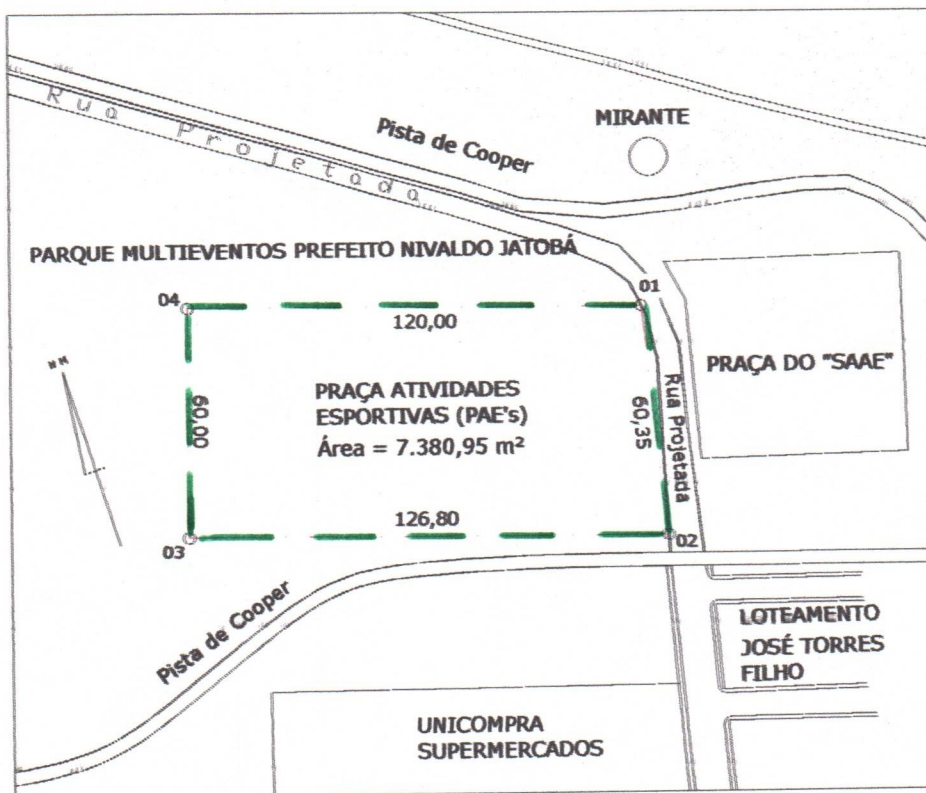 Rua Projetada
Pista de Cooper
MIRANTE
PARQUE MULTIEVENTOS PREFEITO NIVALDO JATOBÁ
04
01
120,00
NM
PRAÇA ATIVIDADES
ESPORTIVAS (PAE's)
Área = 7.380,95 m²
60,00
60,35
Rua Projetada
PRAÇA DO "SAAE"
126,80
03
02
Pista de Cooper
LOTEAMENTO
JOSÉ TORRES
FILHO
UNICOMPRA
SUPERMERCADOS